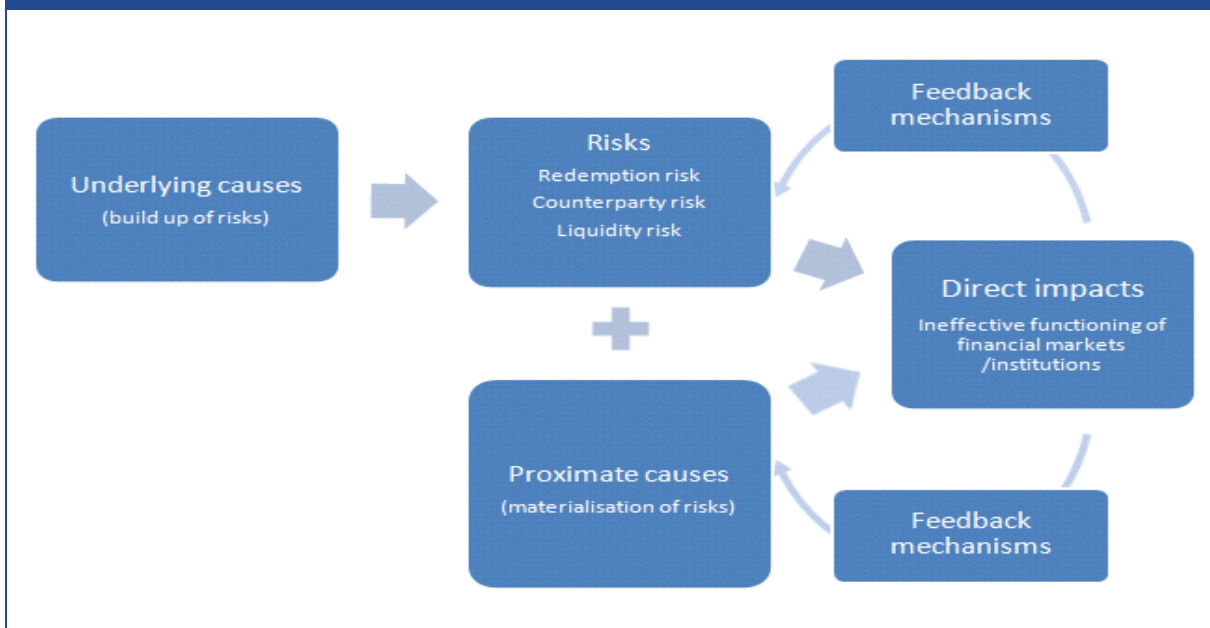 Underlying causes
(build up of risks)
Risks
Redemption risk
Counterparty risk
Liquidity risk
Feedback
mechanisms
Direct impacts
Ineffective functioning of
financial markets
/institutions
Proximate causes
(materialisation of risks)
Feedback
mechanisms